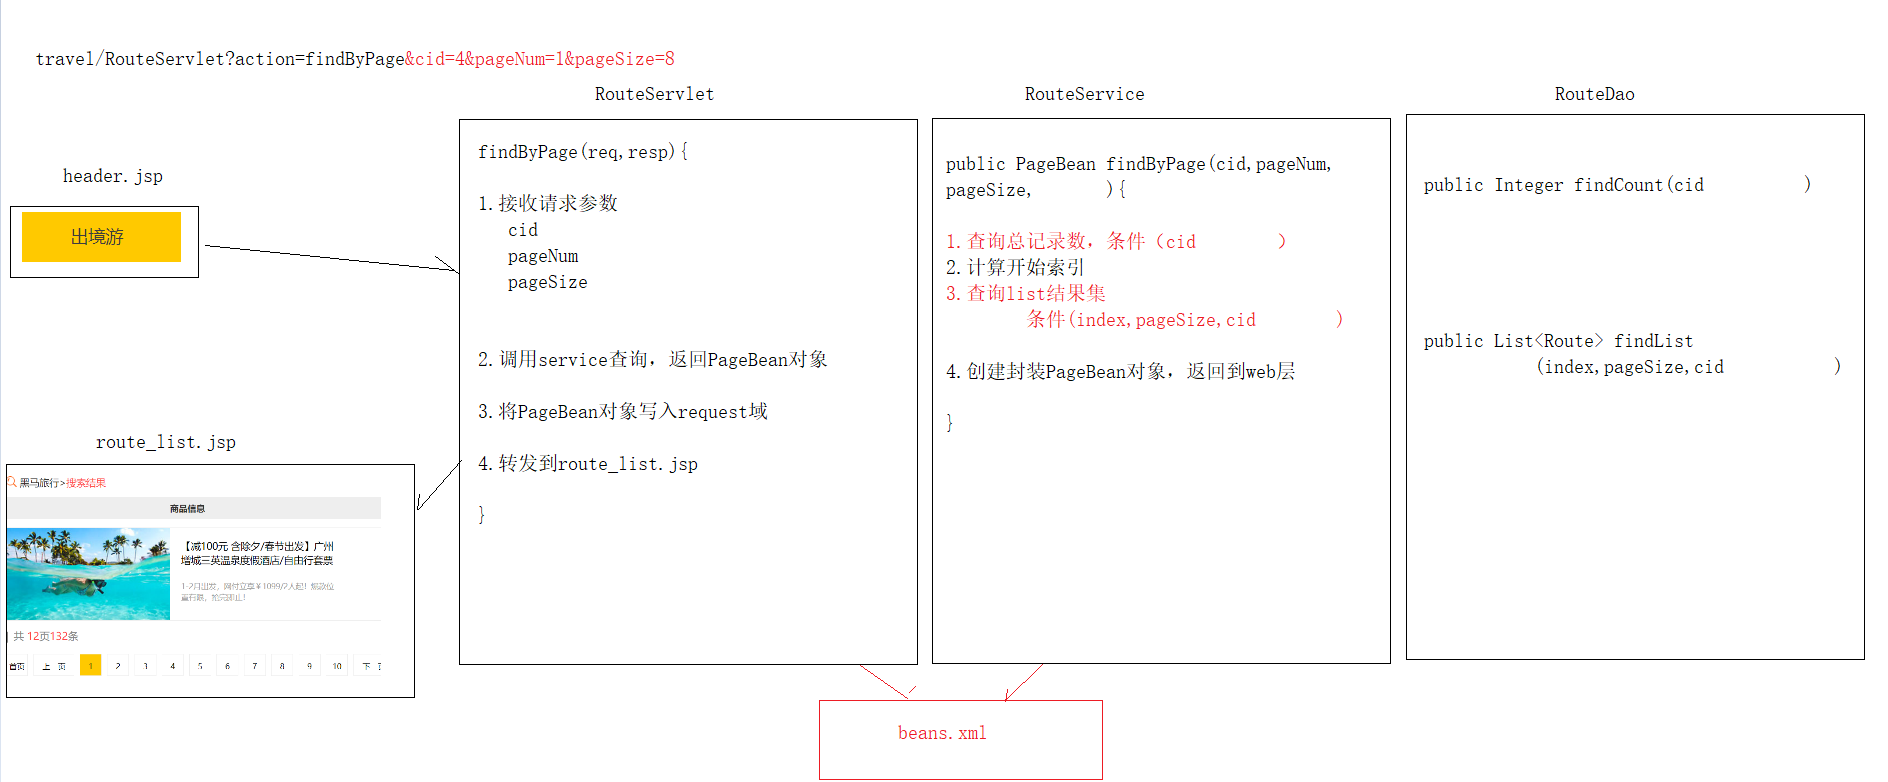 travel/RouteServlet?action=findByPage&cid=4&pageNum=1&pageSize=8
header.jsp
出境游
route_list.jsp
黑马旅行>搜索结果
商品信息
【减100元 含除夕/春节出发】广州
增城三英温泉度假酒店/自由行套票
1-2月出发，网付立享￥1099/2人起！爆款位
置有限，抢完即止！
共 12页132条
首页 上 一 页 1 2 3 4 5 6 7 8 9 10 下 一
RouteServlet
findByPage(req,resp){
1.接收请求参数
cid
pageNum
pageSize
2.调用service查询，返回PageBean对象
3.将PageBean对象写入request域
4.转发到route_list.jsp
}
RouteService
public PageBean findByPage(cid,pageNum,
pageSize, ){
1.查询总记录数，条件（cid ）
2.计算开始索引
3.查询list结果集
条件(index,pageSize,cid )
4.创建封装PageBean对象，返回到web层
}
RouteDao
public Integer findCount(cid )
public List<Route> findList
(index,pageSize,cid )
beans.xml